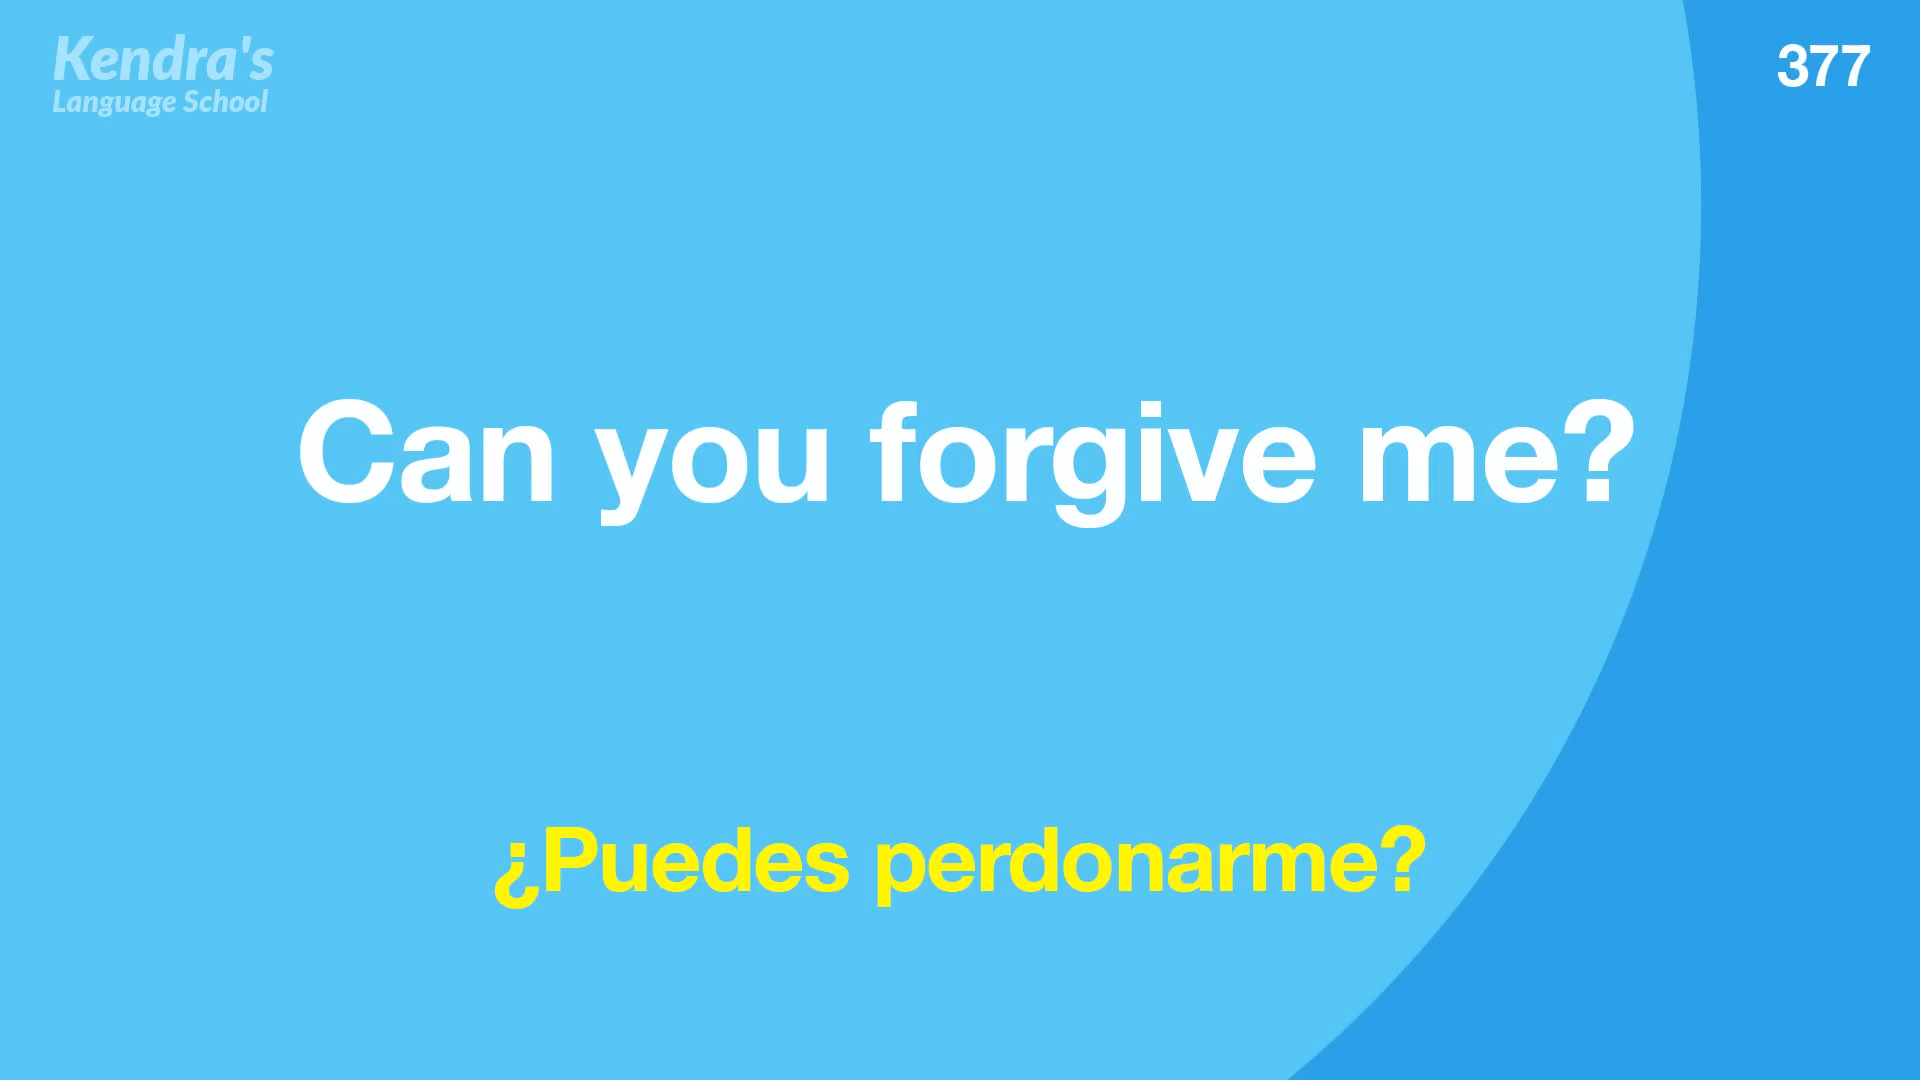 Kendra's
Language School
377
Can you forgive me?
¿Puedes perdonarme?